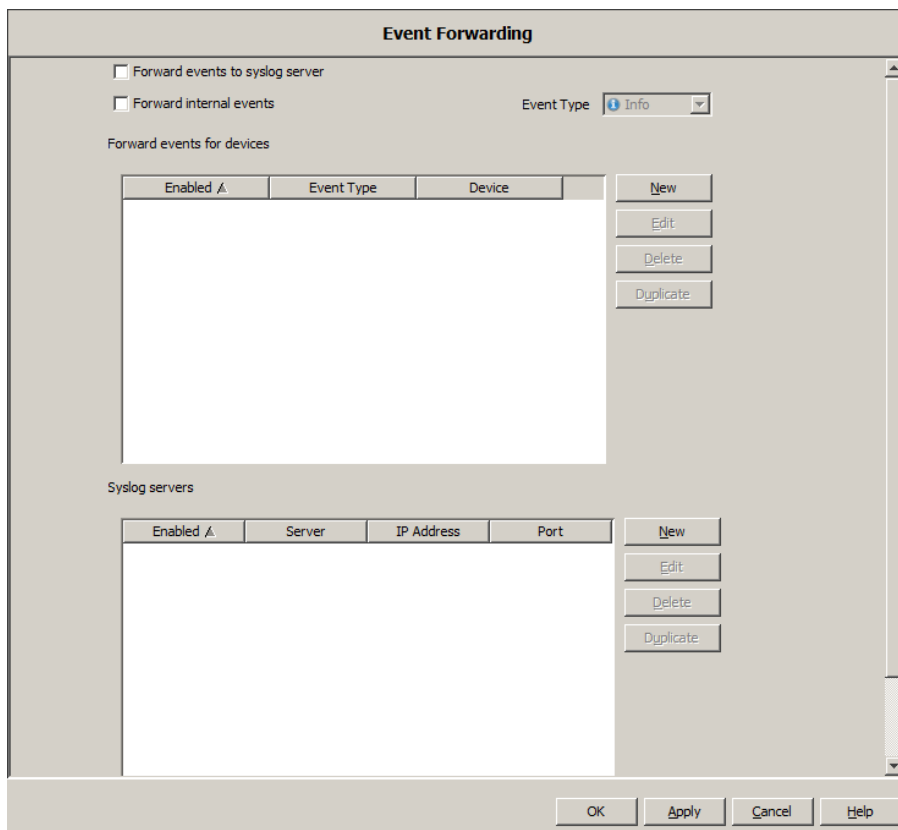 Event Forwarding
Forward events to syslog server
Forward internal events
Event Type Info
Forward events for devices
Enabled Event Type Device
New
Edit
Delete
Duplicate
Syslog servers
Enabled Server IP Address Port
New
Edit
Delete
Duplicate
OK Apply Cancel Help